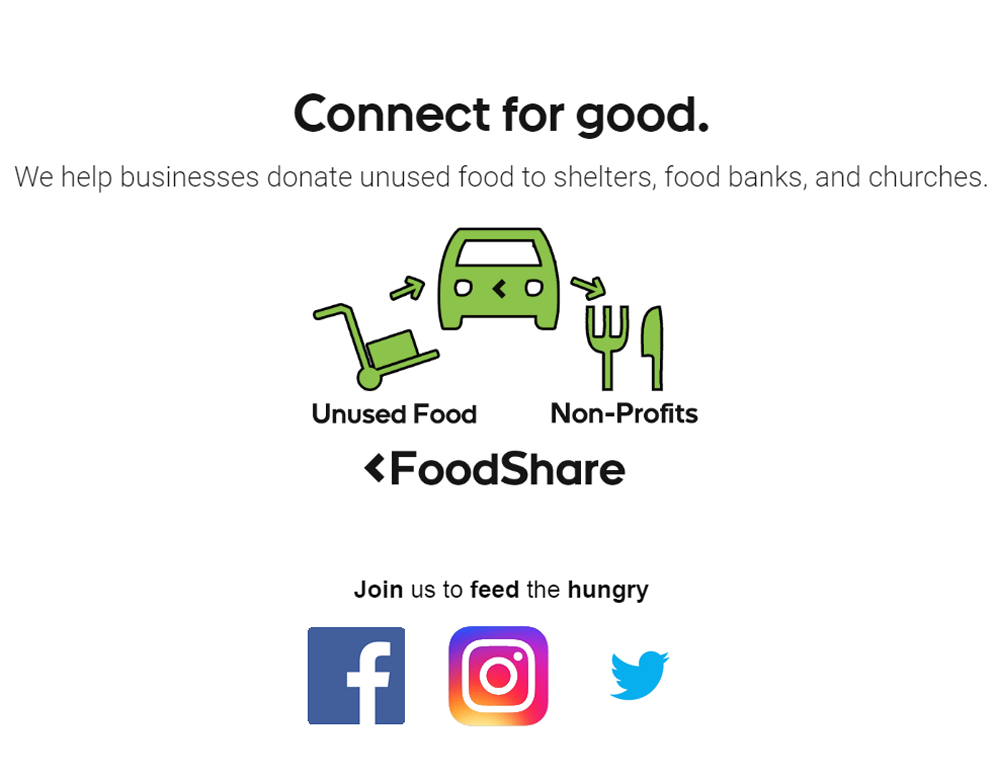 Connect for good.
We help businesses donate unused food to shelters, food banks, and churches.
Unused Food
Non-Profits
FoodShare
Join us to feed the hungry